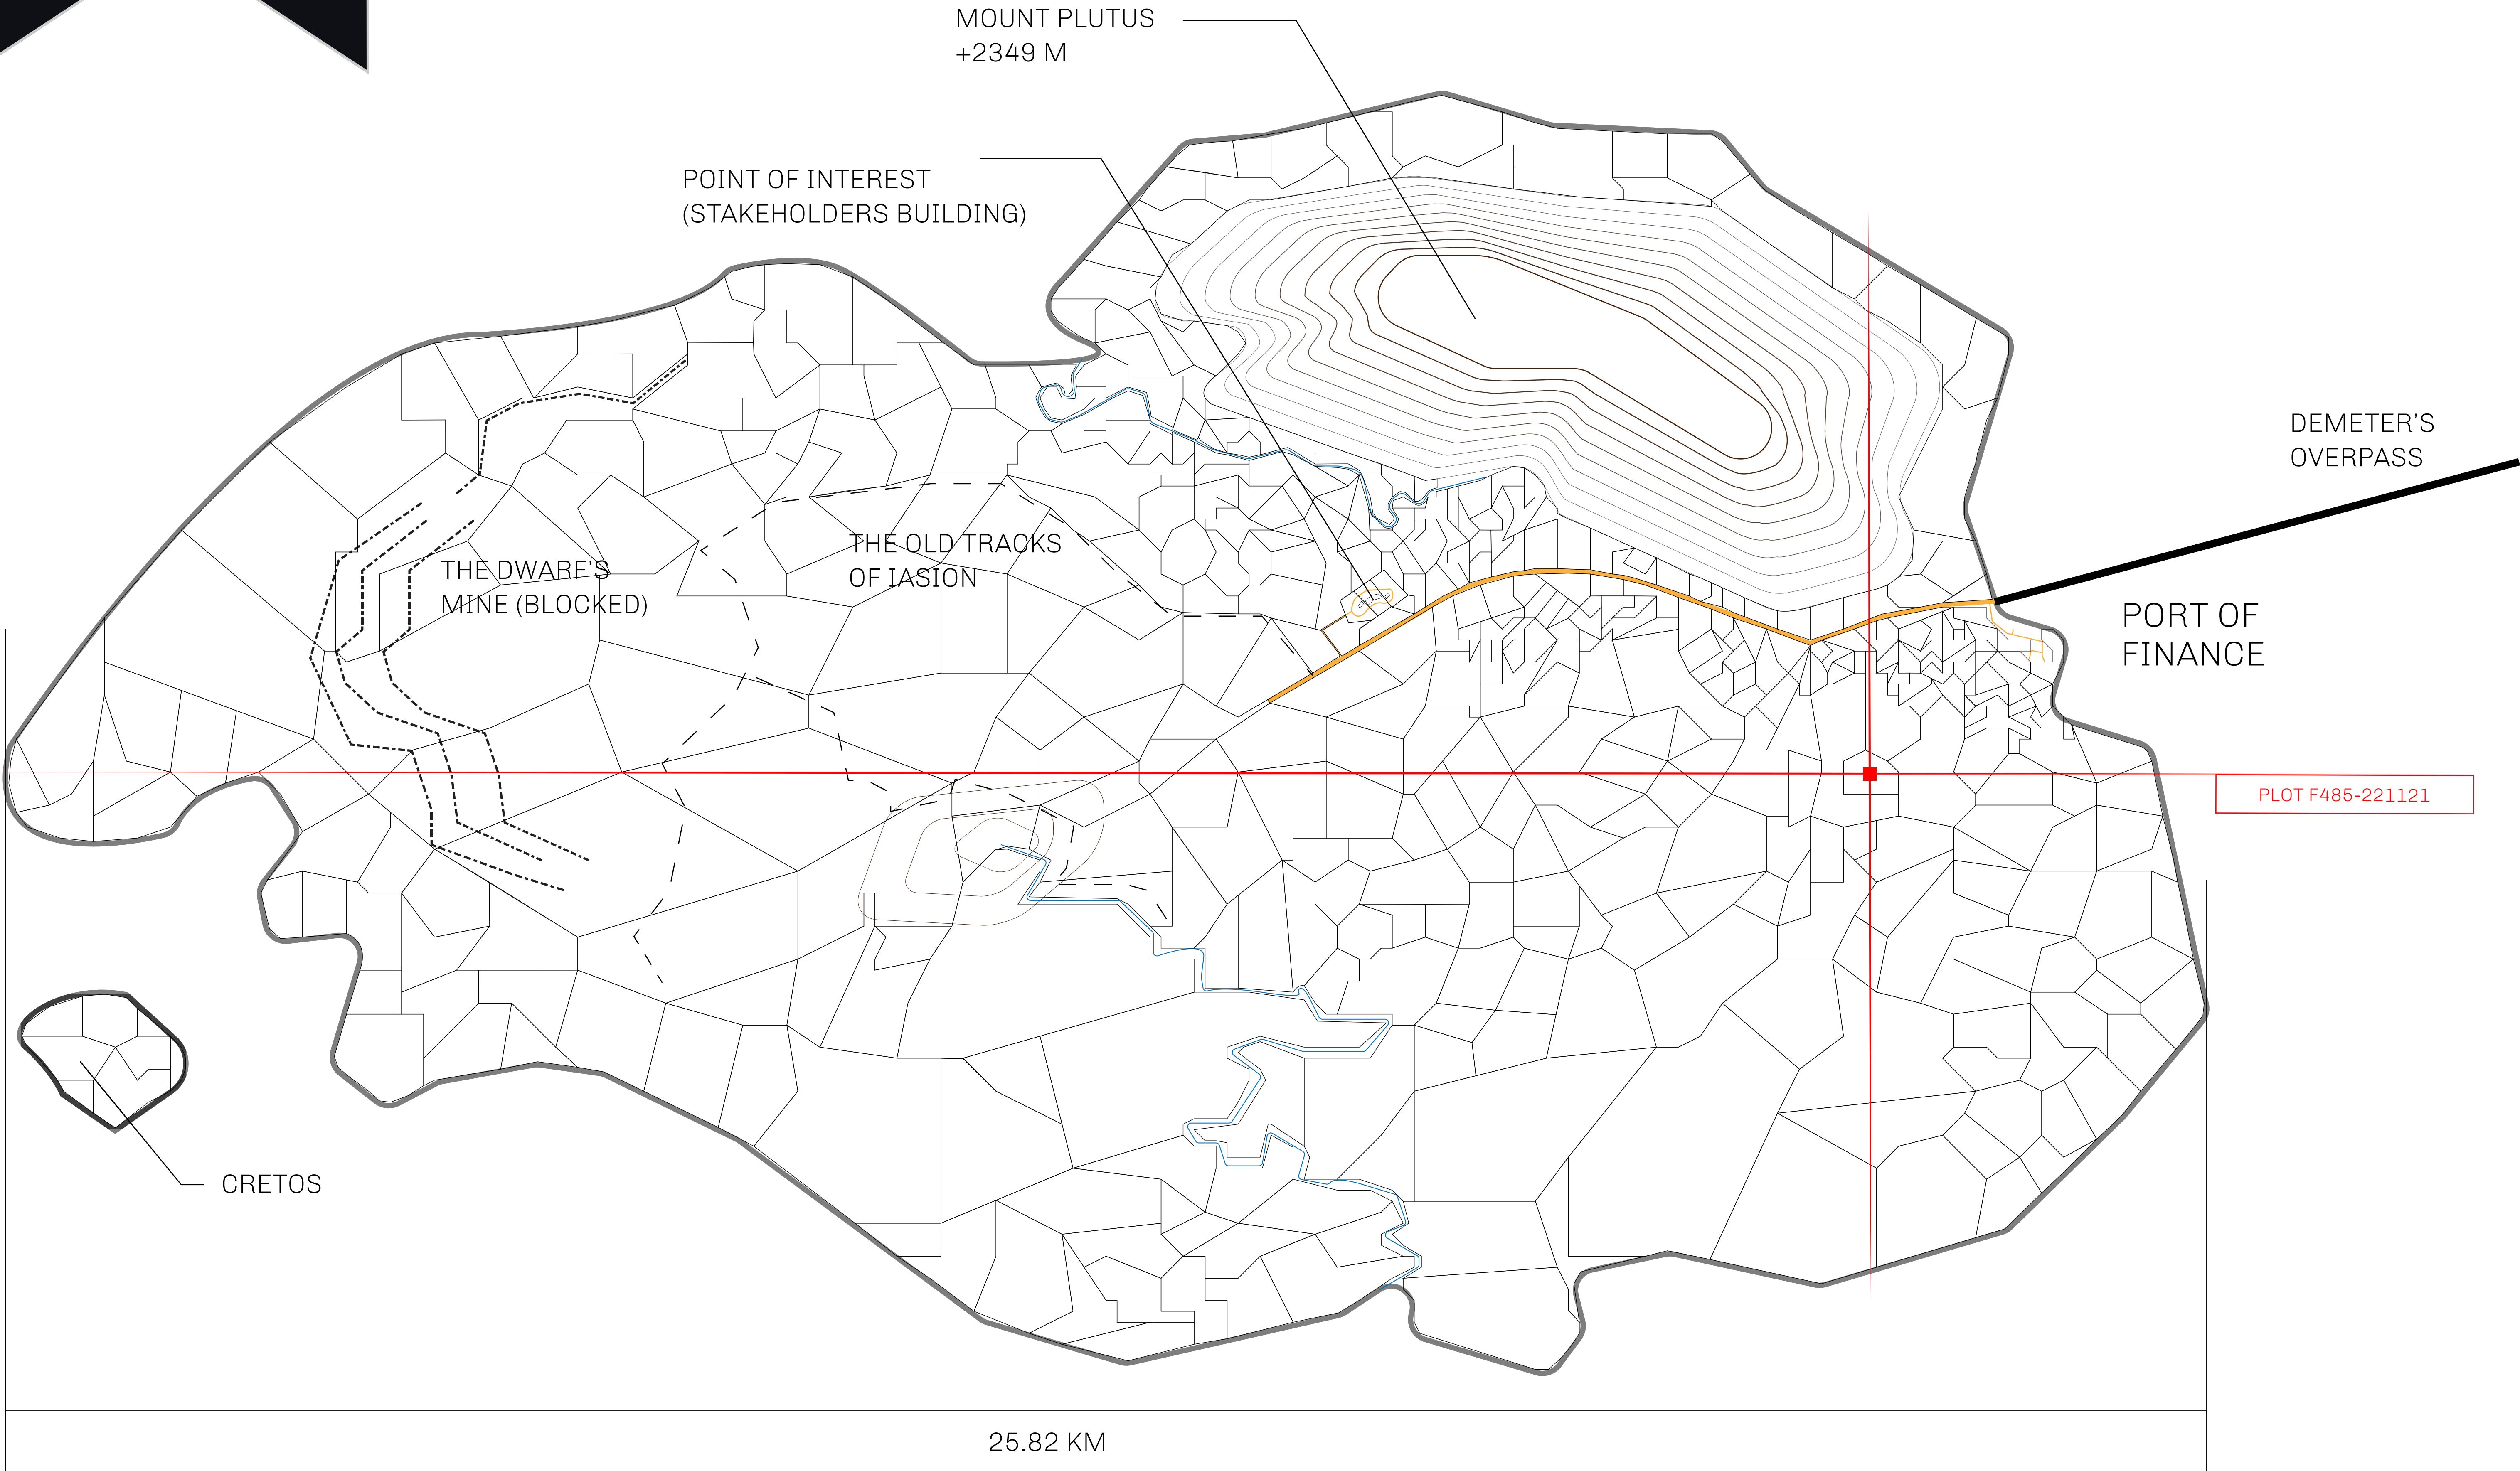 MOUNT PLUTUS
+2349 M
POINT OF INTEREST
(STAKEHOLDERS BUILDING)
DEMETER'S
OVERPASS
THE OLD TRACKS
OF IASION
THE DWARF'S
MINE (BLOCKED)
PORT OF
FINANCE
PLOT F485-221121
CRETOS
25.82 KM